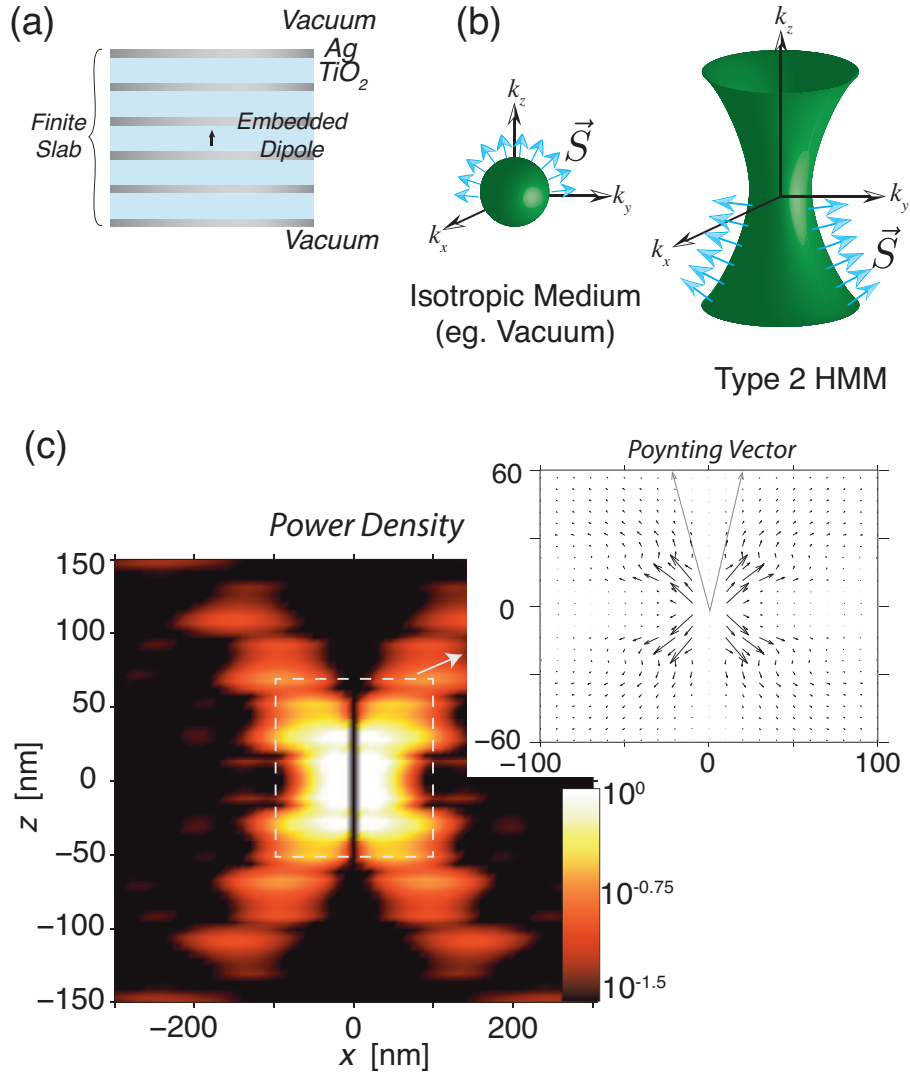 (a)
Vacuum
Ag
TiO2
Finite
Slab
Embedded
Dipole
Vacuum
(b)
kz
S
ky
kx
Isotropic Medium
(eg. Vacuum)
kz
ky
kx
S
Type 2 HMM
(c)
Power Density
150
100
50
0
−50
−100
−150
z [nm]
−200
0
200
x [nm]
Poynting Vector
60
0
−60
−100
0
100
10^0
10^-0.75
10^-1.5